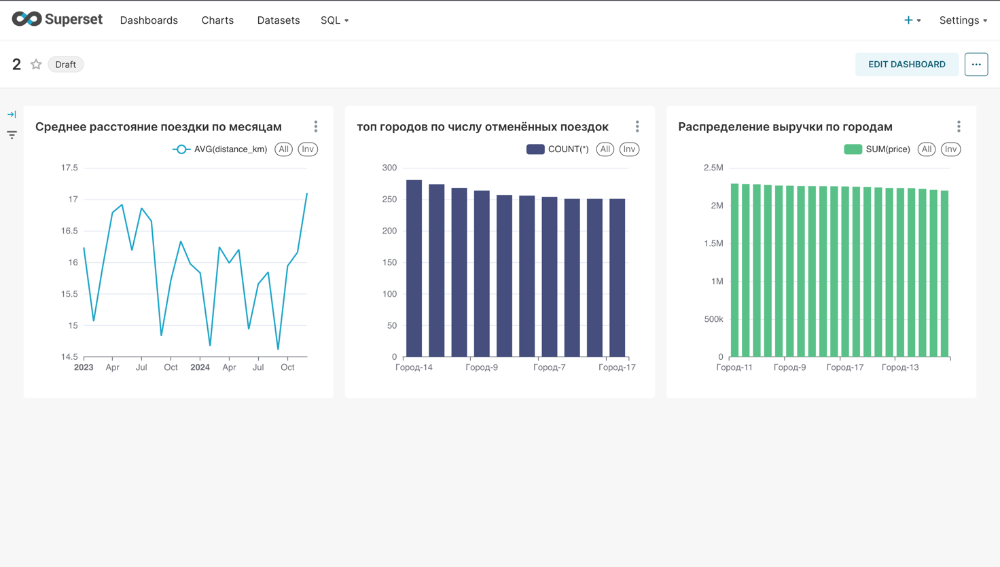 Superset Dashboards Charts Datasets SQL + Settings
2 Draft EDIT DASHBOARD ...
Среднее расстояние поездки по месяцам
AVG(distance_km) All Inv
17.5
17
16.5
16
15.5
15
14.5
2023 Apr Jul Oct 2024 Apr Jul Oct
топ городов по числу отменённых поездок
COUNT(*) All Inv
300
250
200
150
100
50
0
Город-14 Город-9 Город-7 Город-17
Распределение выручки по городам
SUM(price) All Inv
2.5M
2M
1.5M
1M
500k
0
Город-11 Город-9 Город-17 Город-13